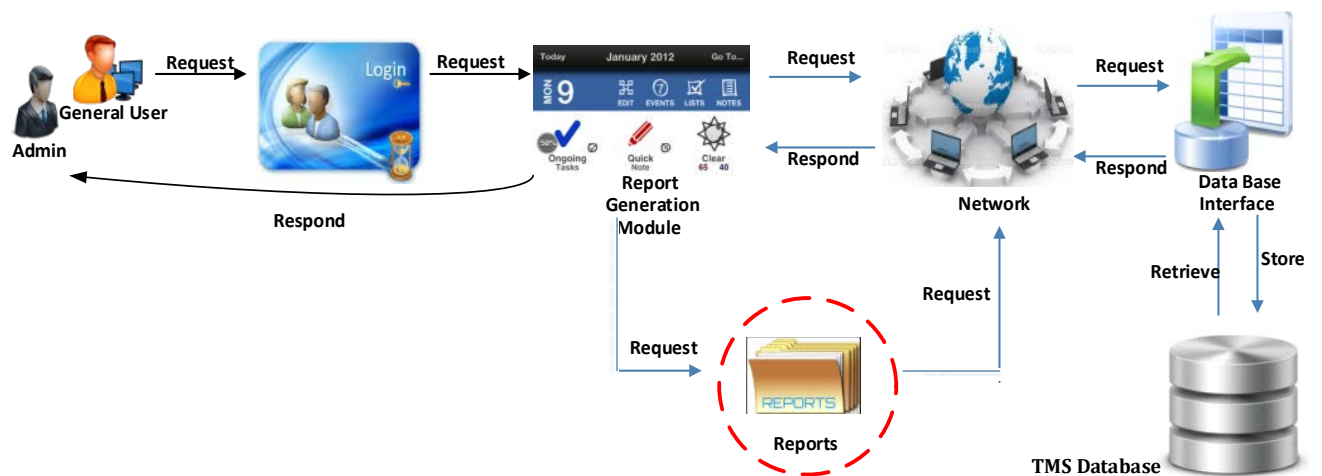 Request
General User
Admin
Login
Request
Today
January 2012
Go To...
MON
9
EDIT
7
EVENTS
LISTS
NOTES
50%
Ongoing
Tasks
Quick
Note
Clear
65 40
Report
Generation
Module
Respond
Request
Respond
Network
Request
Respond
Data Base
Interface
Retrieve
Store
Request
REPORTS
Reports
Request
TMS Database